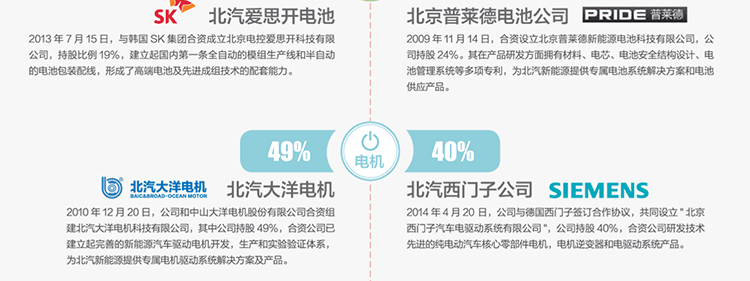 SK
北汽爱思开电池
2013 年 7 月 15 日，与韩国 SK 集团合资成立北京电控爱思开科技有限
公司，持股比例 19%，建立起国内第一条全自动的模组生产线和半自动
的电池包装配线，形成了高端电池及先进成组技术的配套能力。
北京普莱德电池公司
PRIDE 普莱德
2009 年 11 月 14 日，合资设立北京普莱德新能源电池科技有限公司，公
司持股 24%。其在产品研发方面拥有材料、电芯、电池安全结构设计、电
池管理系统等多项专利，为北汽新能源提供专属电池系统解决方案和电池
供应产品。
49%
电机
40%
北汽大洋电机
BAIC&BROAD-OCEAN MOTOR
北汽大洋电机
2010 年 12 月 20 日，公司和中山大洋电机股份有限公司合资组
建北汽大洋电机科技有限公司，其中公司持股 49%，合资公司已
建立起完善的新能源汽车驱动电机开发，生产和实验验证体系，
为北汽新能源提供专属电机驱动系统解决方案及产品。
北汽西门子公司
SIEMENS
2014 年 4 月 20 日，公司与德国西门子签订合作协议，共同设立 " 北京
西门子汽车电驱动系统有限公司 "，公司持股 40%，合资公司研发技术
先进的纯电动汽车核心零部件电机，电机逆变器和电驱动系统产品。